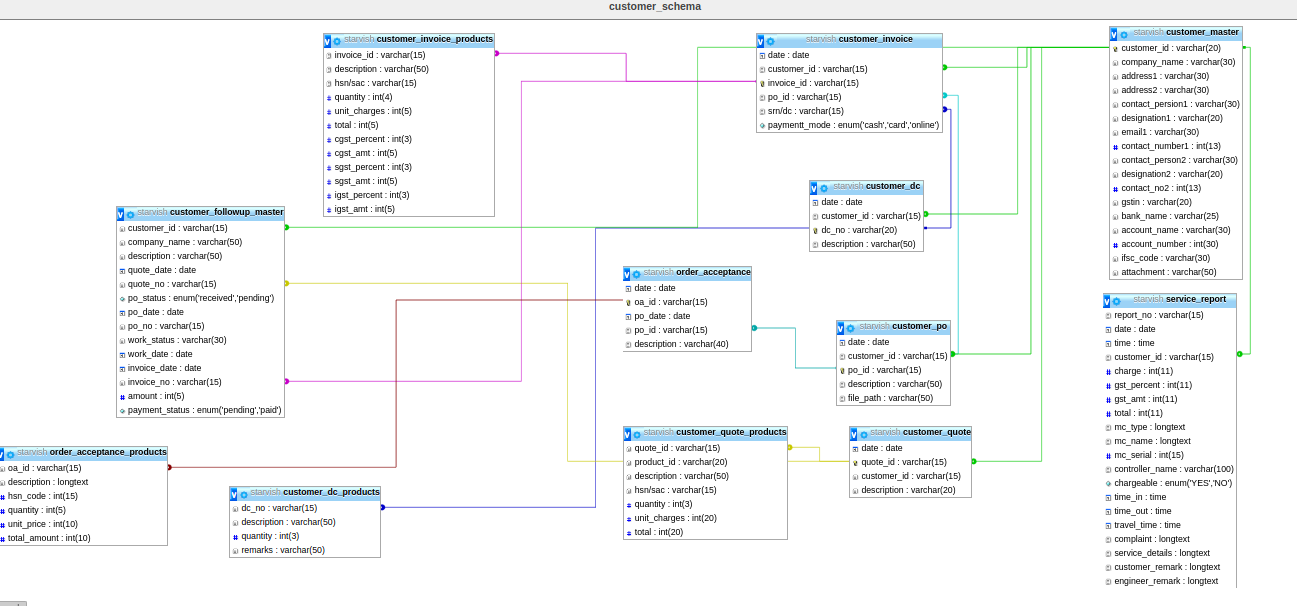 customer_schema
starvish customer_invoice_products
invoice_id : varchar(15)
description : varchar(50)
hsn/sac : varchar(15)
quantity : int(4)
unit_charges : int(5)
total : int(5)
cgst_percent : int(3)
cgst_amt : int(5)
sgst_percent : int(3)
sgst_amt : int(5)
igst_percent : int(3)
igst_amt : int(5)
starvish customer_invoice
date : date
customer_id : varchar(15)
invoice_id : varchar(15)
po_id : varchar(15)
srn/dc : varchar(15)
paymentt_mode : enum('cash','card','online')
starvish customer_master
customer_id : varchar(20)
company_name : varchar(30)
address1 : varchar(30)
address2 : varchar(30)
contact_persion1 : varchar(30)
designation1 : varchar(20)
email1 : varchar(30)
contact_number1 : int(13)
contact_person2 : varchar(30)
designation2 : varchar(20)
contact_no2 : int(13)
gstin : varchar(20)
bank_name : varchar(25)
account_name : varchar(30)
account_number : int(30)
ifsc_code : varchar(30)
attachment : varchar(50)
starvish customer_dc
date : date
customer_id : varchar(15)
dc_no : varchar(20)
description : varchar(50)
starvish customer_followup_master
customer_id : varchar(15)
company_name : varchar(50)
description : varchar(50)
quote_date : date
quote_no : varchar(15)
po_status : enum('received','pending')
po_date : date
po_no : varchar(15)
work_status : varchar(30)
work_date : date
invoice_date : date
invoice_no : varchar(15)
amount : int(5)
payment_status : enum('pending','paid')
starvish order_acceptance
date : date
oa_id : varchar(15)
po_date : date
po_id : varchar(15)
description : varchar(40)
starvish customer_po
date : date
customer_id : varchar(15)
po_id : varchar(15)
description : varchar(50)
file_path : varchar(50)
starvish service_report
report_no : varchar(15)
date : date
time : time
customer_id : varchar(15)
charge : int(11)
gst_percent : int(11)
gst_amt : int(11)
total : int(11)
mc_type : longtext
mc_name : longtext
mc_serial : int(15)
controller_name : varchar(100)
chargeable : enum('YES','NO')
time_in : time
time_out : time
travel_time : time
complaint : longtext
service_details : longtext
customer_remark : longtext
engineer_remark : longtext
starvish order_acceptance_products
oa_id : varchar(15)
description : longtext
hsn_code : int(15)
quantity : int(5)
unit_price : int(10)
total_amount : int(10)
starvish customer_dc_products
dc_no : varchar(15)
description : varchar(50)
quantity : int(3)
remarks : varchar(50)
starvish customer_quote_products
quote_id : varchar(15)
product_id : varchar(20)
description : varchar(50)
hsn/sac : varchar(15)
quantity : int(3)
unit_charges : int(20)
total : int(20)
starvish customer_quote
date : date
quote_id : varchar(15)
customer_id : varchar(15)
description : varchar(20)